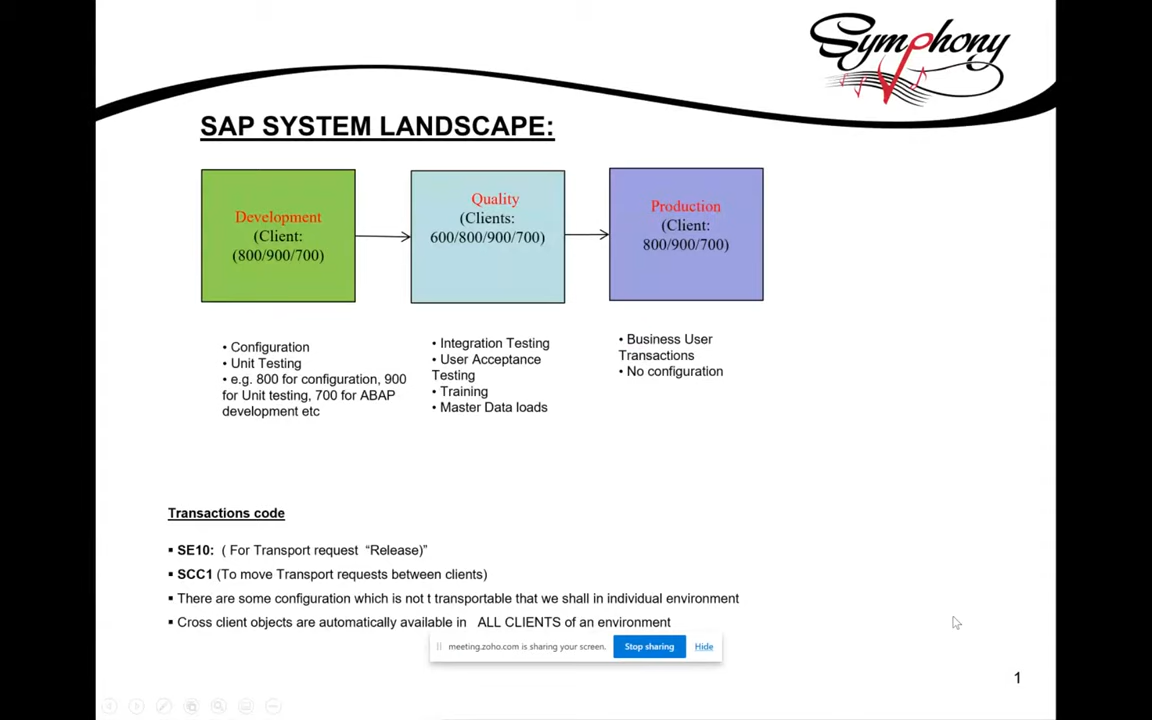 Symphony
SAP SYSTEM LANDSCAPE:
Development
(Client:
(800/900/700)
Quality
(Clients:
600/800/900/700)
Production
(Client:
800/900/700)
• Configuration
• Unit Testing
• e.g. 800 for configuration, 900
for Unit testing, 700 for ABAP
development etc
• Integration Testing
• User Acceptance
Testing
• Training
• Master Data loads
• Business User
Transactions
• No configuration
Transactions code
▪ SE10: ( For Transport request “Release)”
▪ SCC1 (To move Transport requests between clients)
▪ There are some configuration which is not t transportable that we shall in individual environment
▪ Cross client objects are automatically available in ALL CLIENTS of an environment
meeting.zoho.com is sharing your screen. Stop sharing Hide
1